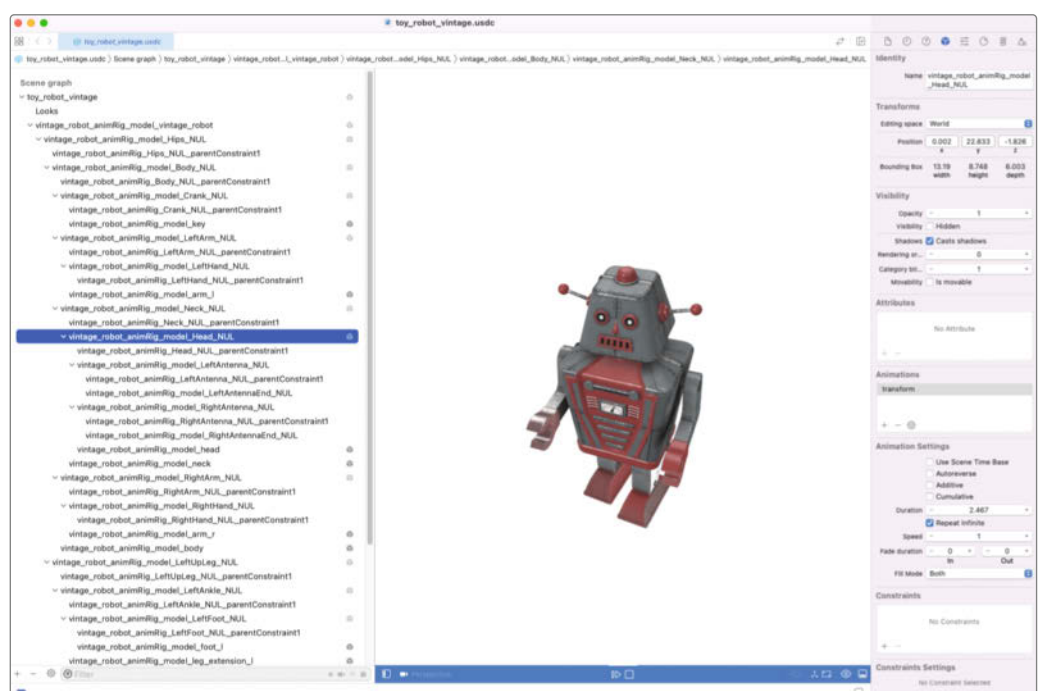 toy_robot_vintage.usdc
toy_robot_vintage.usdc
toy_robot_vintage.usdc 〉 Scene graph 〉 toy_robot_vintage 〉 vintage_robot...l_vintage_robot 〉 vintage_robot...odel_Hips_NUL 〉 vintage_robot...odel_Body_NUL 〉 vintage_robot_animRig_model_Neck_NUL 〉 vintage_robot_animRig_model_Head_NUL
Scene graph
toy_robot_vintage
Looks
vintage_robot_animRig_model_vintage_robot
vintage_robot_animRig_model_Hips_NUL
vintage_robot_animRig_Hips_NUL_parentConstraint1
vintage_robot_animRig_model_Body_NUL
vintage_robot_animRig_Body_NUL_parentConstraint1
vintage_robot_animRig_model_Crank_NUL
vintage_robot_animRig_Crank_NUL_parentConstraint1
vintage_robot_animRig_model_key
vintage_robot_animRig_model_LeftArm_NUL
vintage_robot_animRig_LeftArm_NUL_parentConstraint1
vintage_robot_animRig_model_LeftHand_NUL
vintage_robot_animRig_LeftHand_NUL_parentConstraint1
vintage_robot_animRig_model_arm_l
vintage_robot_animRig_model_Neck_NUL
vintage_robot_animRig_Neck_NUL_parentConstraint1
vintage_robot_animRig_model_Head_NUL
vintage_robot_animRig_Head_NUL_parentConstraint1
vintage_robot_animRig_model_LeftAntenna_NUL
vintage_robot_animRig_LeftAntenna_NUL_parentConstraint1
vintage_robot_animRig_model_LeftAntennaEnd_NUL
vintage_robot_animRig_model_RightAntenna_NUL
vintage_robot_animRig_RightAntenna_NUL_parentConstraint1
vintage_robot_animRig_model_RightAntennaEnd_NUL
vintage_robot_animRig_model_head
vintage_robot_animRig_model_neck
vintage_robot_animRig_model_RightArm_NUL
vintage_robot_animRig_RightArm_NUL_parentConstraint1
vintage_robot_animRig_model_RightHand_NUL
vintage_robot_animRig_RightHand_NUL_parentConstraint1
vintage_robot_animRig_model_arm_r
vintage_robot_animRig_model_body
vintage_robot_animRig_model_LeftUpLeg_NUL
vintage_robot_animRig_LeftUpLeg_NUL_parentConstraint1
vintage_robot_animRig_model_LeftAnkle_NUL
vintage_robot_animRig_LeftAnkle_NUL_parentConstraint1
vintage_robot_animRig_model_LeftFoot_NUL
vintage_robot_animRig_LeftFoot_NUL_parentConstraint1
vintage_robot_animRig_model_foot_l
vintage_robot_animRig_model_leg_extension_l
Filter
Perspective
Identity
Name vintage_robot_animRig_model
_Head_NUL
Transforms
Editing space World
Position 0.002 22.833 -1.826
x y z
Bounding Box 13.19 8.748 6.003
width height depth
Visibility
Opacity - 1 +
Visibility Hidden
Shadows Casts shadows
Rendering or... - 0 +
Category bit... - 1 +
Movability Is movable
Attributes
No Attribute
+ -
Animations
transform
+ -
Animation Settings
Use Scene Time Base
Autoreverse
Additive
Cumulative
Duration - 2.467 +
Repeat Infinite
Speed - 1 +
Fade duration - 0 + - 0 +
In Out
Fill Mode Both
Constraints
No Constraints
+ -
Constraints Settings
No Constraint Selected